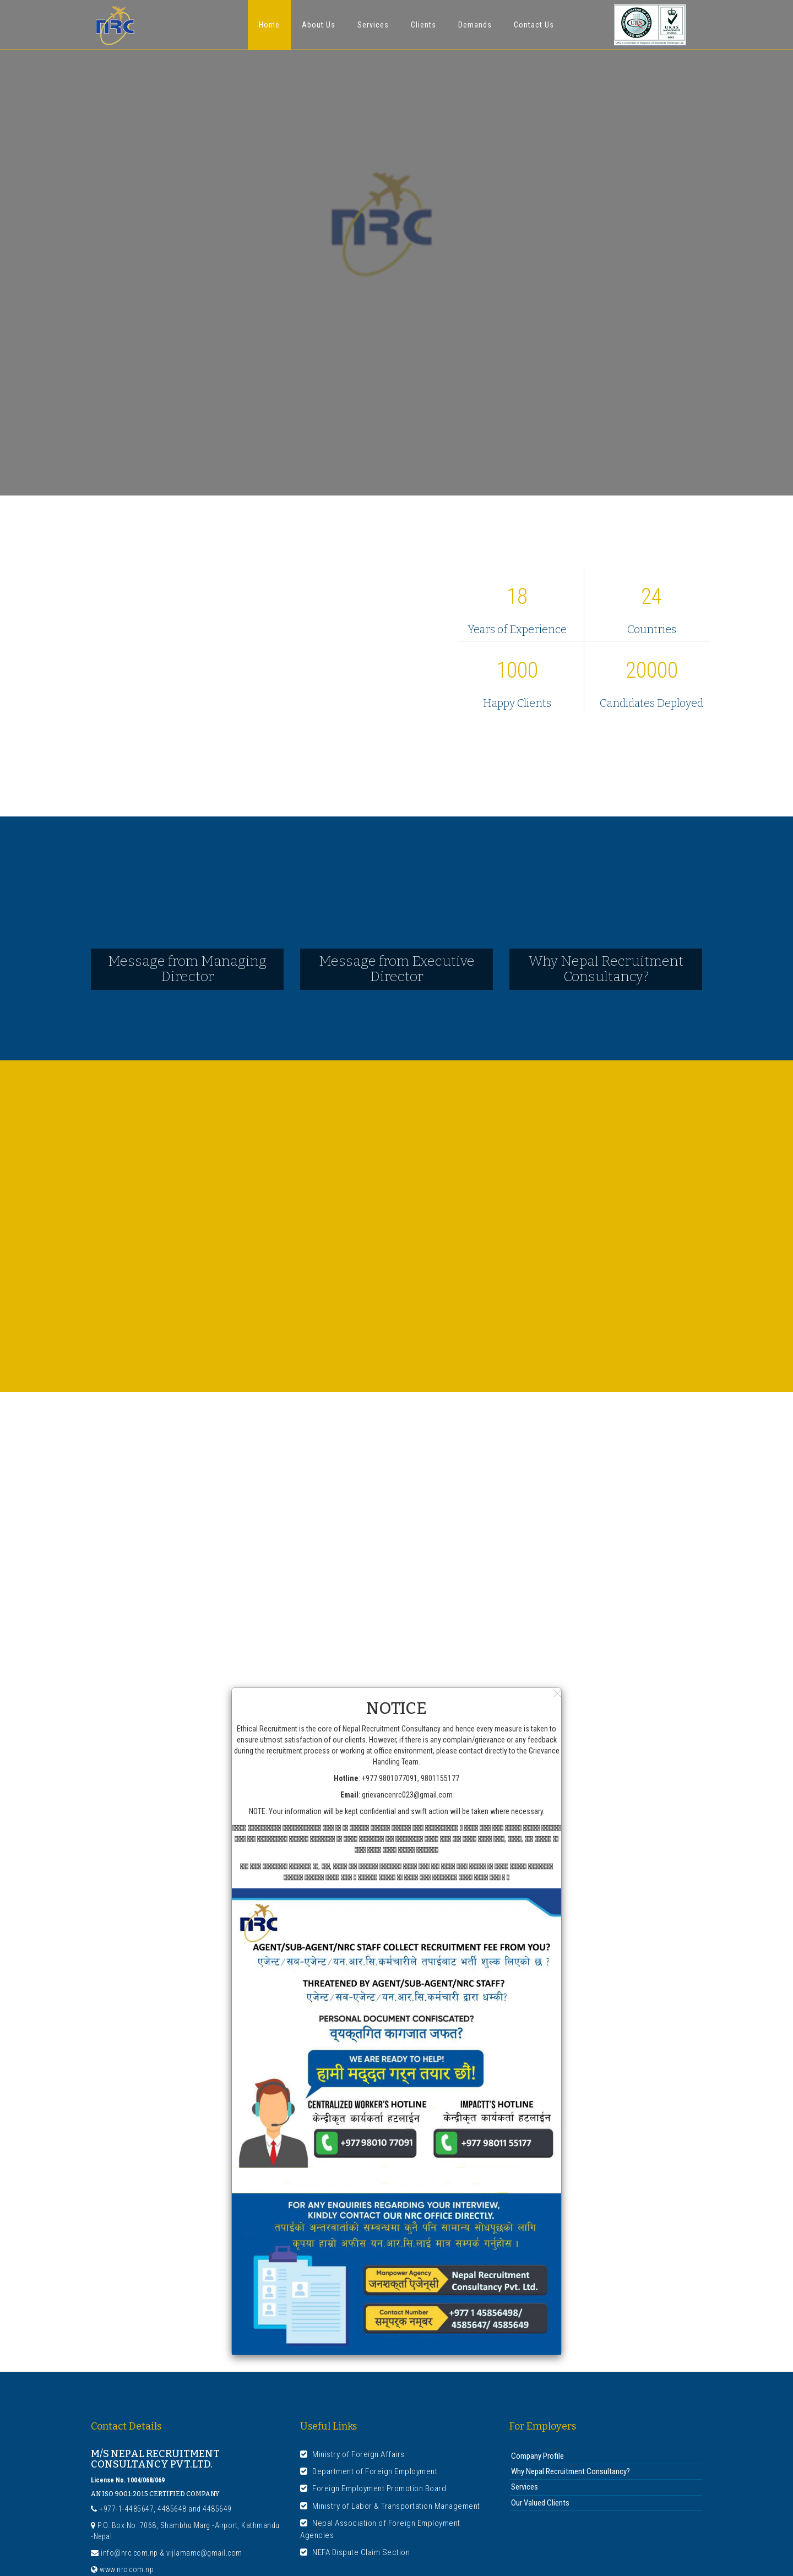 NRC
Home
About Us
Services
Clients
Demands
Contact Us
NRC
18
Years of Experience
24
Countries
1000
Happy Clients
20000
Candidates Deployed
Message from Managing
Director
Message from Executive
Director
Why Nepal Recruitment
Consultancy?
NOTICE
Ethical Recruitment is the core of Nepal Recruitment Consultancy and hence every measure is taken to
ensure utmost satisfaction of our clients. However, if there is any complain/grievance or any feedback
during the recruitment process or working at office environment, please contact directly to the Grievance
Handling Team.
Hotline: +977 9801077091, 9801155177
Email: grievancenrc023@gmail.com
NOTE: Your information will be kept confidential and swift action will be taken where necessary.
NRC
AGENT/SUB-AGENT/NRC STAFF COLLECT RECRUITMENT FEE FROM YOU?
एजेन्ट/सब-एजेन्ट/यन.आर.सि.कर्मचारीले तपाईबाट भर्ती शुल्क लिएको छ ?
THREATENED BY AGENT/SUB-AGENT/NRC STAFF?
एजेन्ट/सव-एजेन्ट/यन.आर.सि.कर्मचारी द्वारा धम्की?
PERSONAL DOCUMENT CONFISCATED?
व्यक्तिगत कागजात जफत?
WE ARE READY TO HELP!
हामी मद्दत गर्न तयार छौं!
CENTRALIZED WORKER'S HOTLINE
केन्द्रीकृत कार्यकर्ता हटलाईन
IMPACTT'S HOTLINE
केन्द्रीकृत कार्यकर्ता हटलाईन
+977 98010 77091
+977 98011 55177
FOR ANY ENQUIRIES REGARDING YOUR INTERVIEW,
KINDLY CONTACT OUR NRC OFFICE DIRECTLY.
तपाईको अन्तरवार्ताको सम्बन्धमा कुनै पनि सामान्य सोधपूछको लागि
कृपया हाम्रो अफीस यन.आर.सि.लाई मात्र सम्पर्क गर्नुहोस ।
Manpower Agency
जनशक्ति एजेन्सी
Nepal Recruitment
Consultancy Pvt. Ltd.
Contact Number
सम्पर्क नम्बर
+977 1 45856498/
4585647/ 4585649
Contact Details
M/S NEPAL RECRUITMENT
CONSULTANCY PVT.LTD.
License No. 1004/068/069
AN ISO 9001:2015 CERTIFIED COMPANY
+977-1-4485647, 4485648 and 4485649
P.O. Box No. 7068, Shambhu Marg -Airport, Kathmandu
-Nepal
info@nrc.com.np & vijlamamc@gmail.com
www.nrc.com.np
Useful Links
Ministry of Foreign Affairs
Department of Foreign Employment
Foreign Employment Promotion Board
Ministry of Labor & Transportation Management
Nepal Association of Foreign Employment
Agencies
NEFA Dispute Claim Section
For Employers
Company Profile
Why Nepal Recruitment Consultancy?
Services
Our Valued Clients